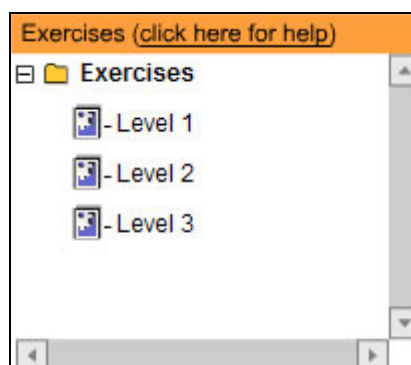 Exercises (click here for help)
Exercises
- Level 1
- Level 2
- Level 3